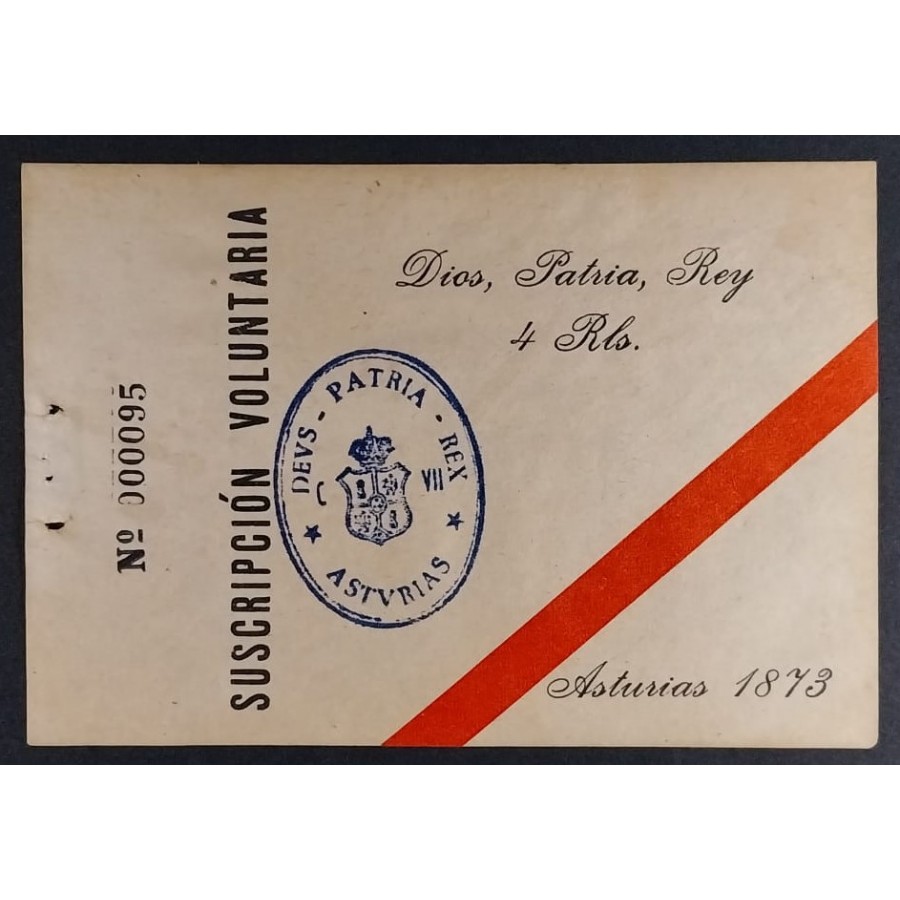 Nº 000095
SUSCRIPCIÓN VOLUNTARIA
Dios, Patria, Rey
4 Rls.
DEVS - PATRIA - REX
C VII
ASTVRIAS
Asturias 1873